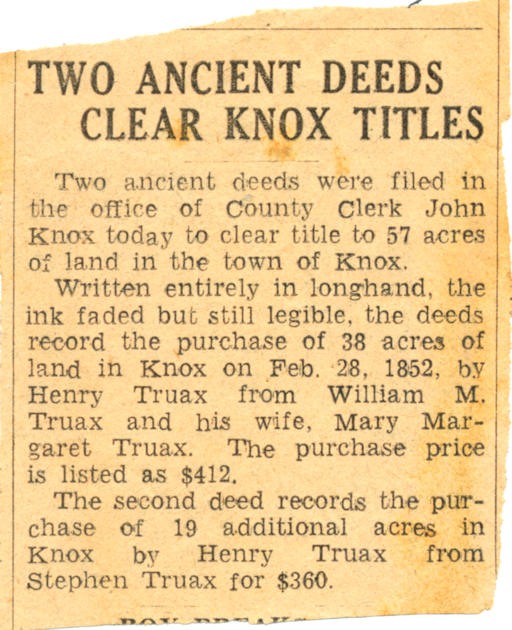 TWO ANCIENT DEEDS
CLEAR KNOX TITLES
Two ancient deeds were filed in
the office of County Clerk John
Knox today to clear title to 57 acres
of land in the town of Knox.
Written entirely in longhand, the
ink faded but still legible, the deeds
record the purchase of 38 acres of
land in Knox on Feb. 28, 1852, by
Henry Truax from William M.
Truax and his wife, Mary Mar-
garet Truax. The purchase price
is listed as $412.
The second deed records the pur-
chase of 19 additional acres in
Knox by Henry Truax from
Stephen Truax for $360.